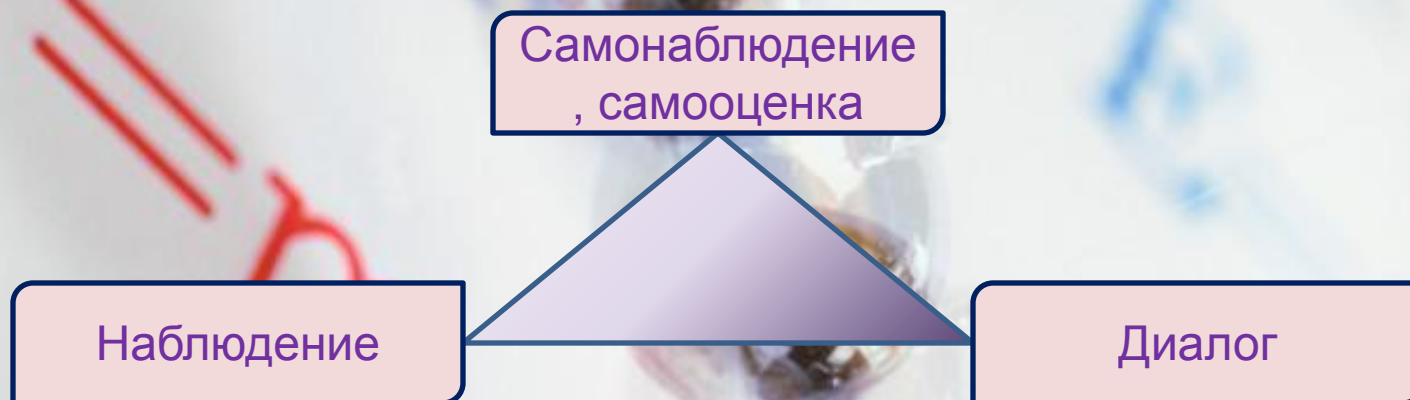 Самонаблюдение
, самооценка
Наблюдение
Диалог